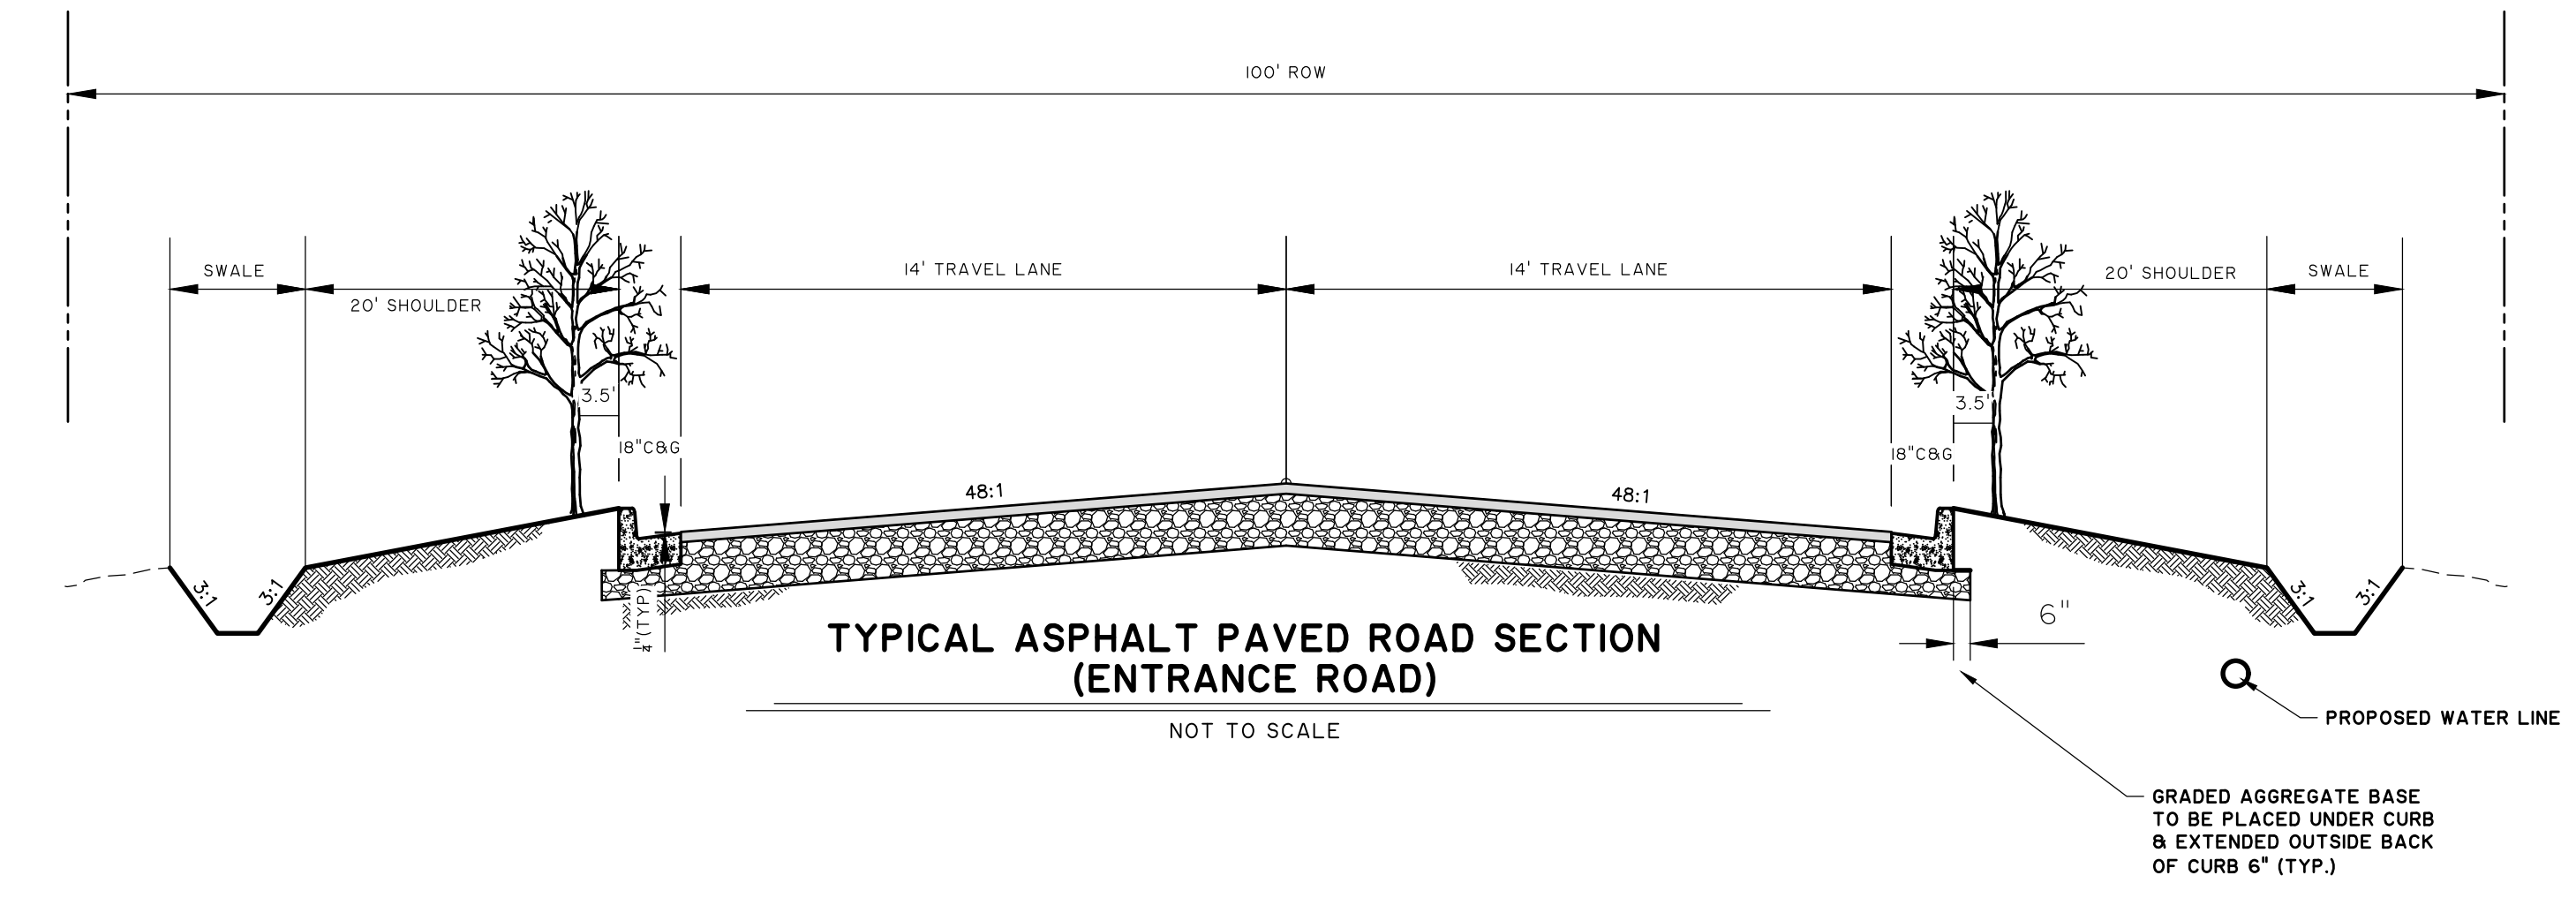 100' ROW
SWALE
20' SHOULDER
14' TRAVEL LANE
14' TRAVEL LANE
20' SHOULDER
SWALE
3.5'
3.5'
18"C&G
18"C&G
48:1
48:1
3:1
3:1
3:1
3:1
1"(TYP)
4
6"
TYPICAL ASPHALT PAVED ROAD SECTION
(ENTRANCE ROAD)
NOT TO SCALE
PROPOSED WATER LINE
GRADED AGGREGATE BASE
TO BE PLACED UNDER CURB
& EXTENDED OUTSIDE BACK
OF CURB 6" (TYP.)